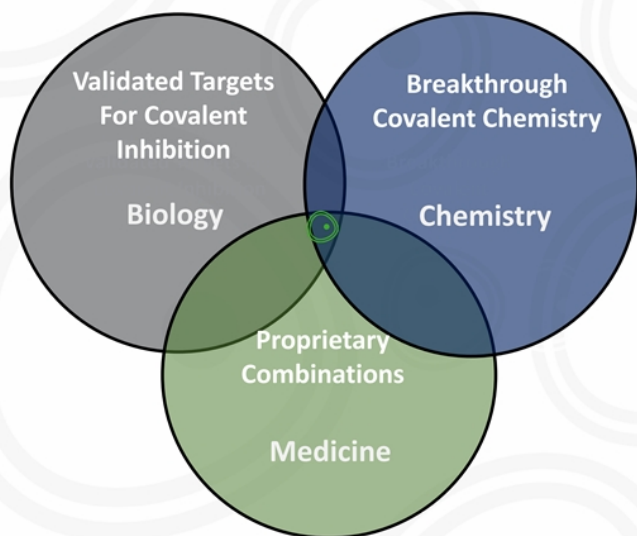 Validated Targets
For Covalent
Inhibition
Biology
Breakthrough
Covalent Chemistry
Chemistry
Proprietary
Combinations
Medicine